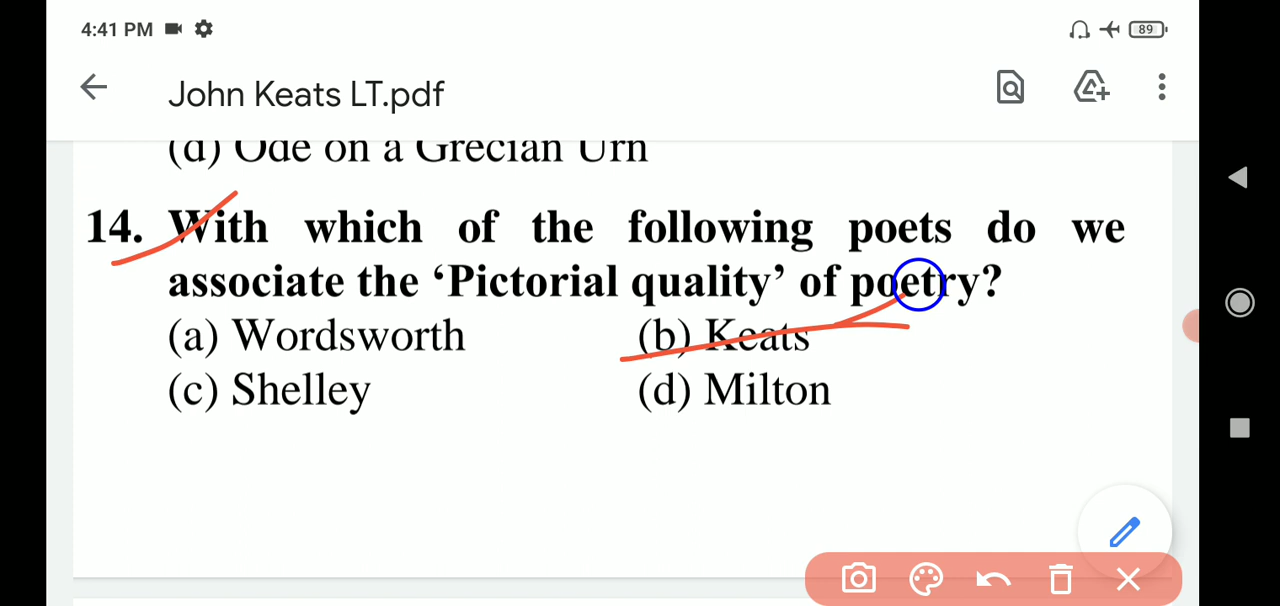 4:41 PM 89
John Keats LT.pdf
(d) Ode on a Grecian Urn
14. With which of the following poets do we
associate the ‘Pictorial quality’ of poetry?
(a) Wordsworth (b) Keats
(c) Shelley (d) Milton